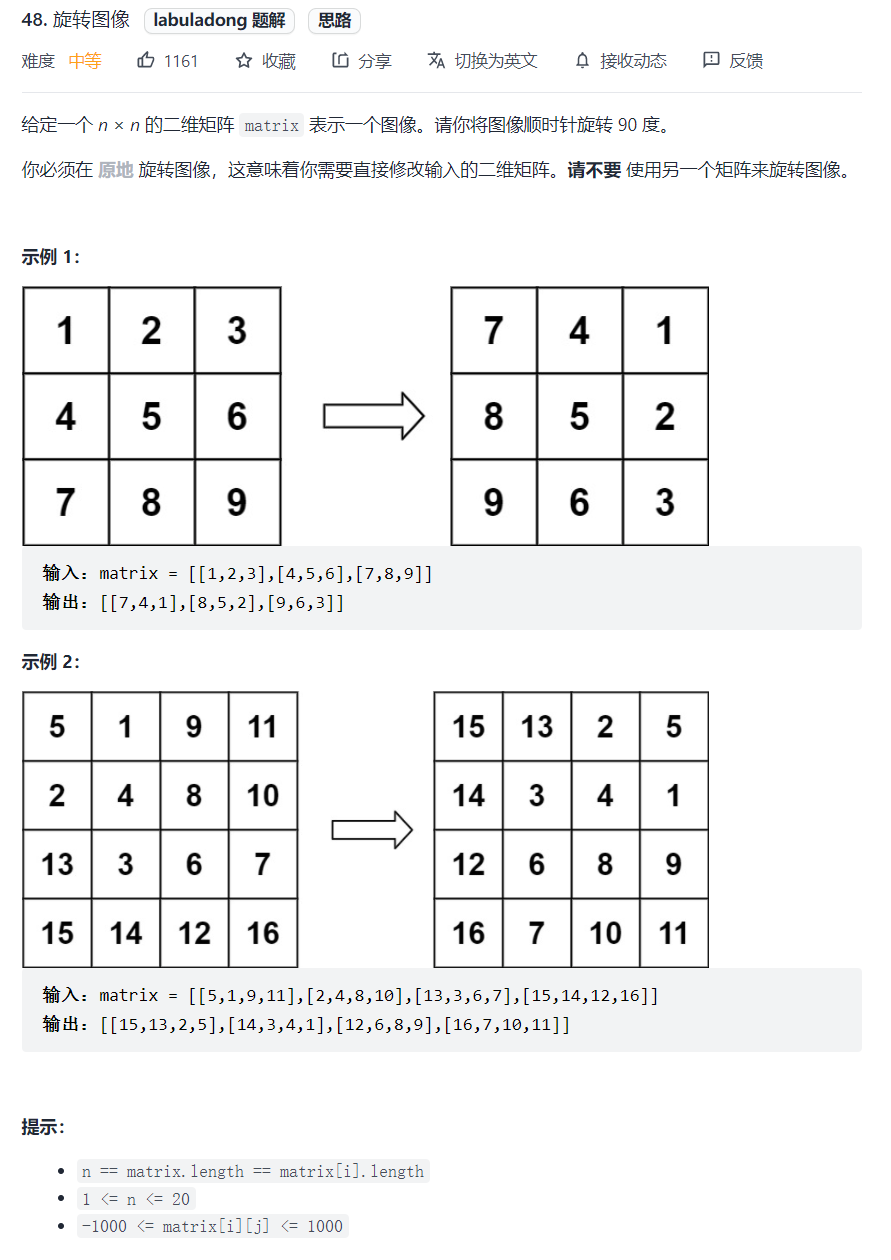 48. 旋转图像 labuladong 题解 思路
难度 中等 1161 收藏 分享 切换为英文 接收动态 反馈
给定一个 n × n 的二维矩阵 matrix 表示一个图像。请你将图像顺时针旋转 90 度。
你必须在 原地 旋转图像，这意味着你需要直接修改输入的二维矩阵。请不要 使用另一个矩阵来旋转图像。
示例 1：
1 2 3 7 4 1
4 5 6 8 5 2
7 8 9 9 6 3
输入：matrix = [[1,2,3],[4,5,6],[7,8,9]]
输出：[[7,4,1],[8,5,2],[9,6,3]]
示例 2：
5 1 9 11 15 13 2 5
2 4 8 10 14 3 4 1
13 3 6 7 12 6 8 9
15 14 12 16 16 7 10 11
输入：matrix = [[5,1,9,11],[2,4,8,10],[13,3,6,7],[15,14,12,16]]
输出：[[15,13,2,5],[14,3,4,1],[12,6,8,9],[16,7,10,11]]
提示：
n == matrix.length == matrix[i].length
1 <= n <= 20
-1000 <= matrix[i][j] <= 1000